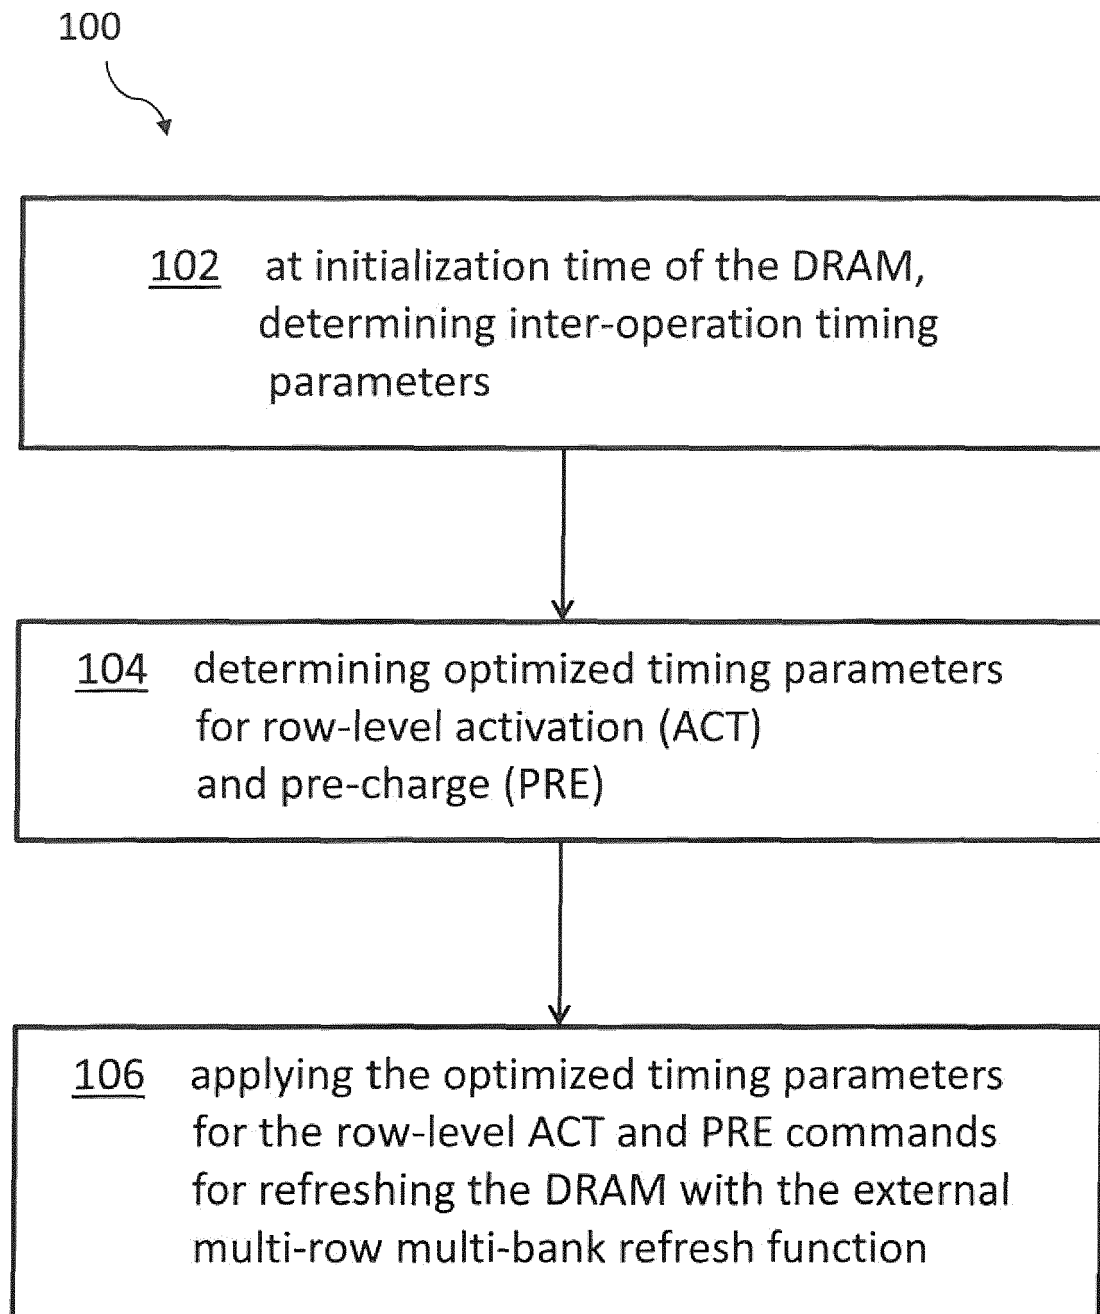 100
102 at initialization time of the DRAM,
determining inter-operation timing
parameters
104 determining optimized timing parameters
for row-level activation (ACT)
and pre-charge (PRE)
106 applying the optimized timing parameters
for the row-level ACT and PRE commands
for refreshing the DRAM with the external
multi-row multi-bank refresh function